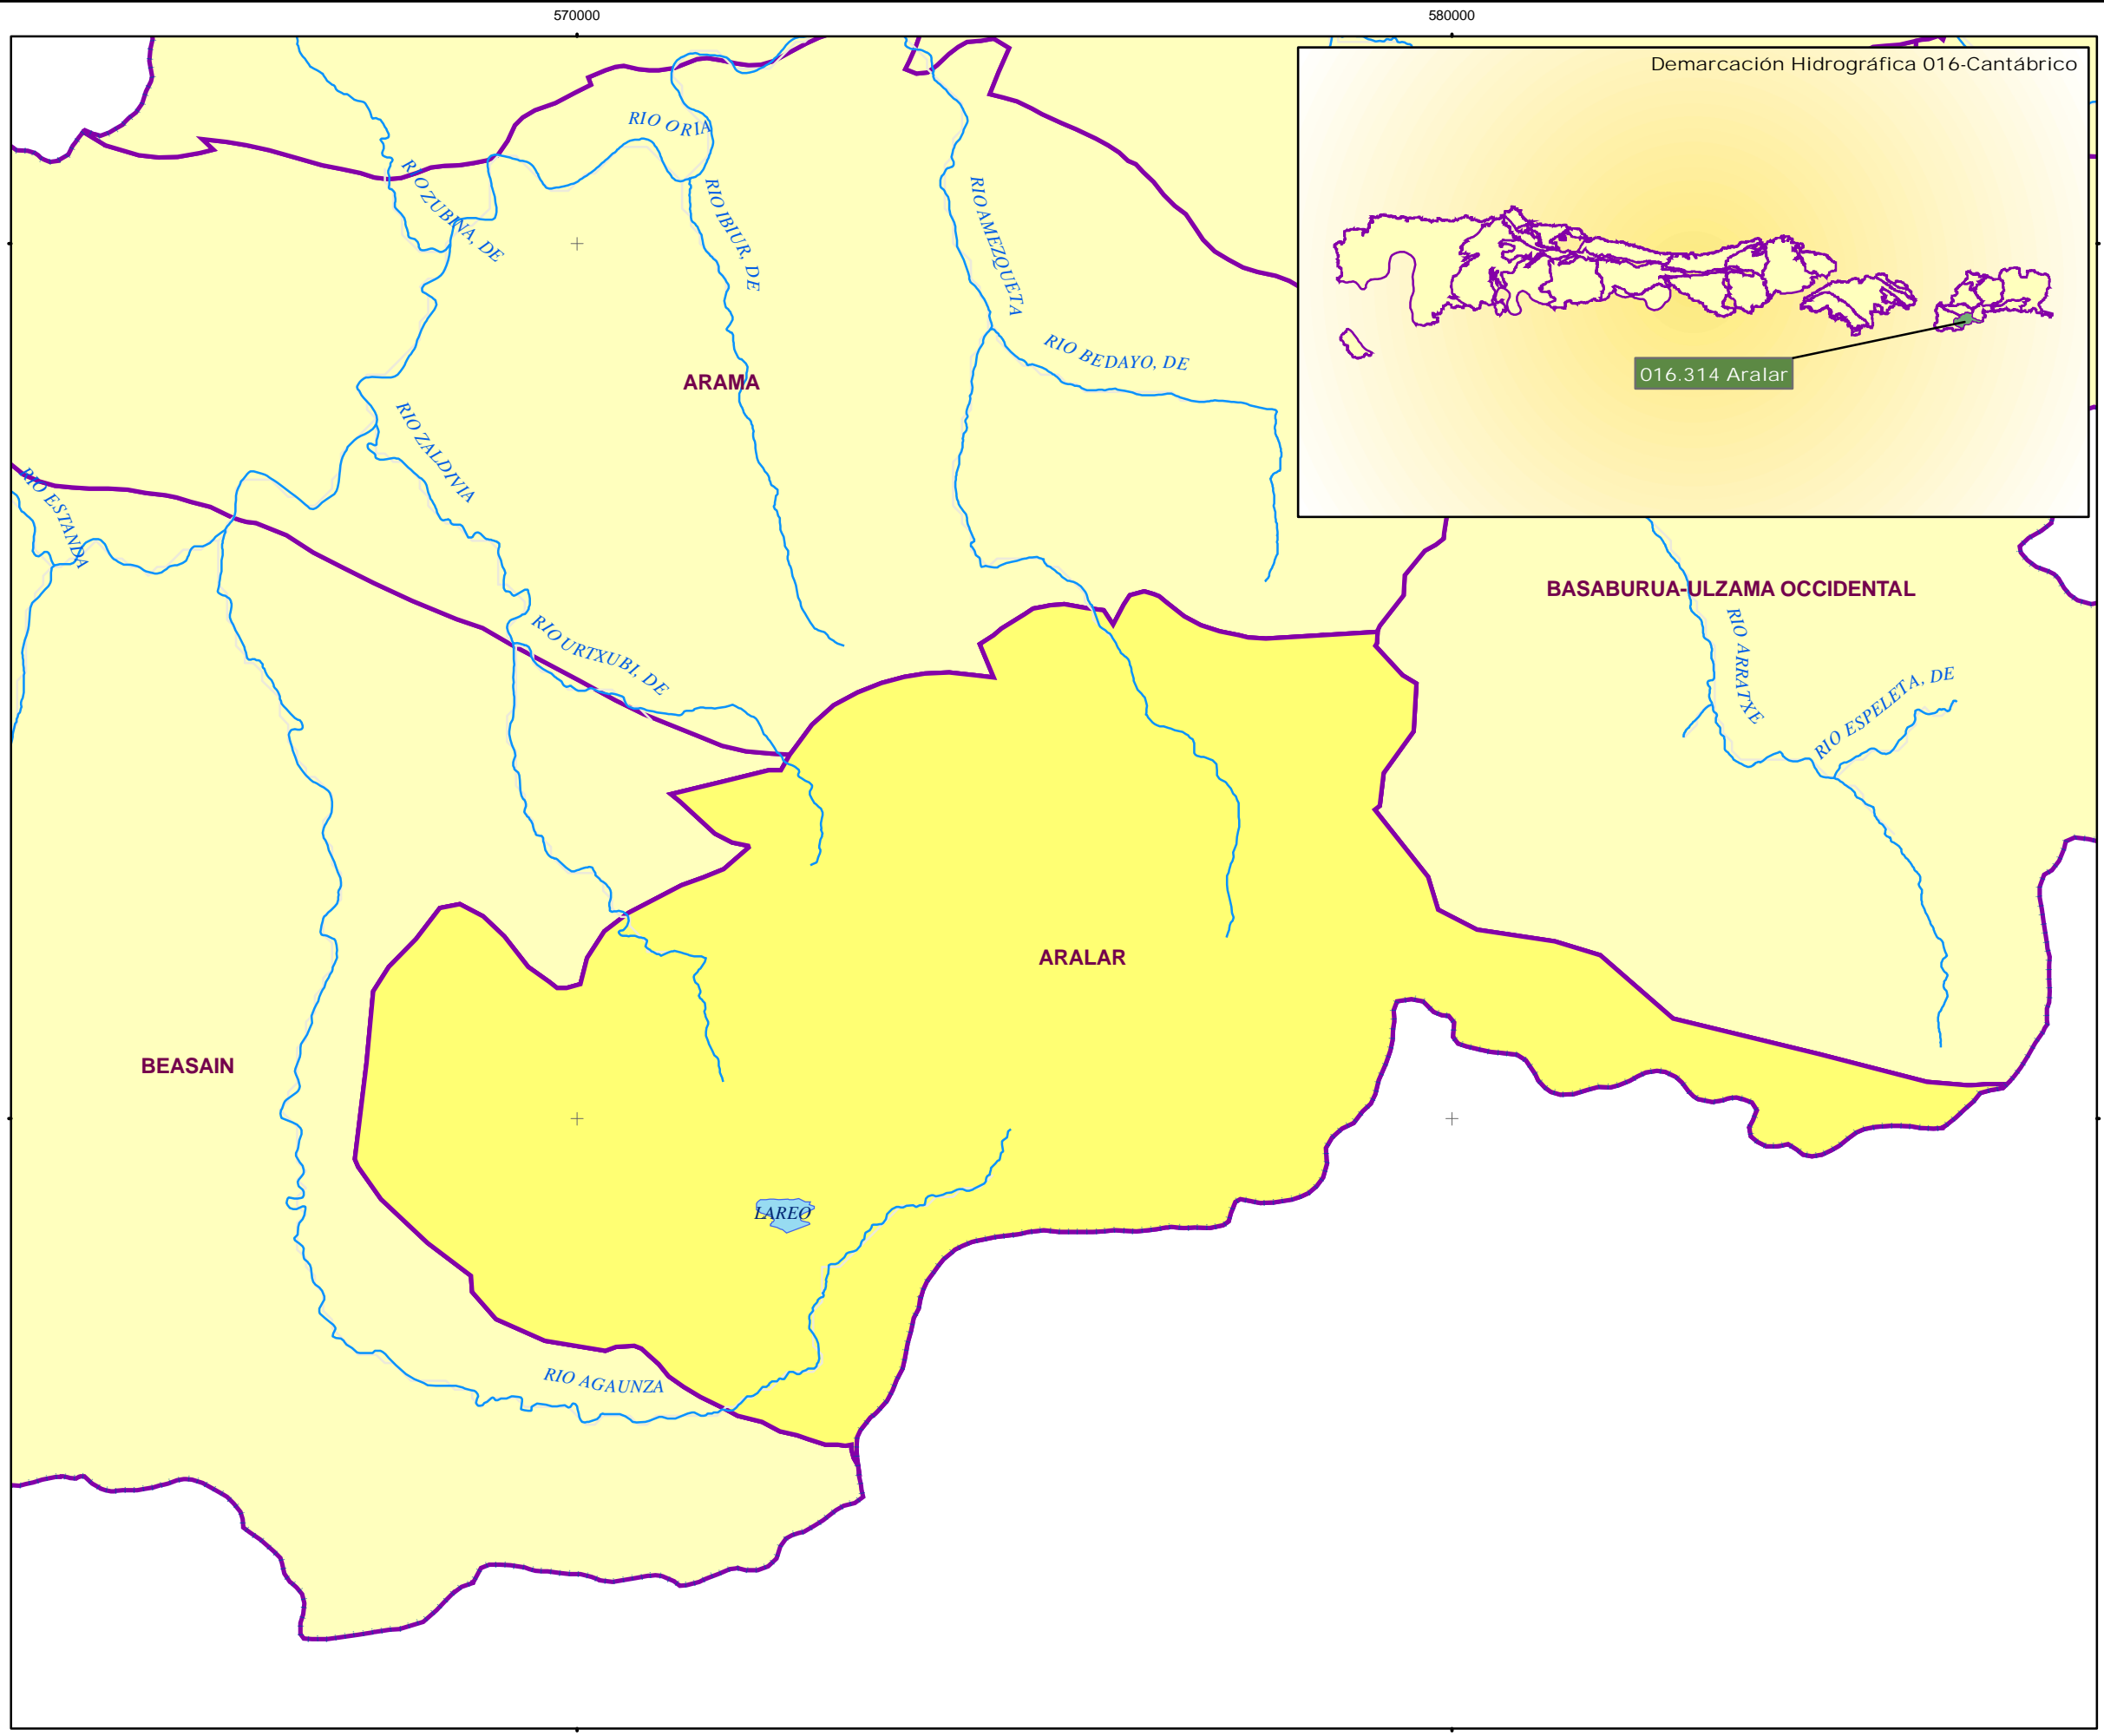 570000
580000
Demarcación Hidrográfica 016-Cantábrico
RIO ORIA
RIO ZUBINA, DE
RIO IBIUR, DE
RIO AMEZQUETA
RIO BEDAYO, DE
016.314 Aralar
ARAMA
RIO ZALDIVIA
RIO ESTANDA
BASABURUA-ULZAMA OCCIDENTAL
RIO URTXUBI, DE
RIO ARRATXE
RIO ESPELETA, DE
ARALAR
BEASAIN
LAREO
RIO AGAUNZA